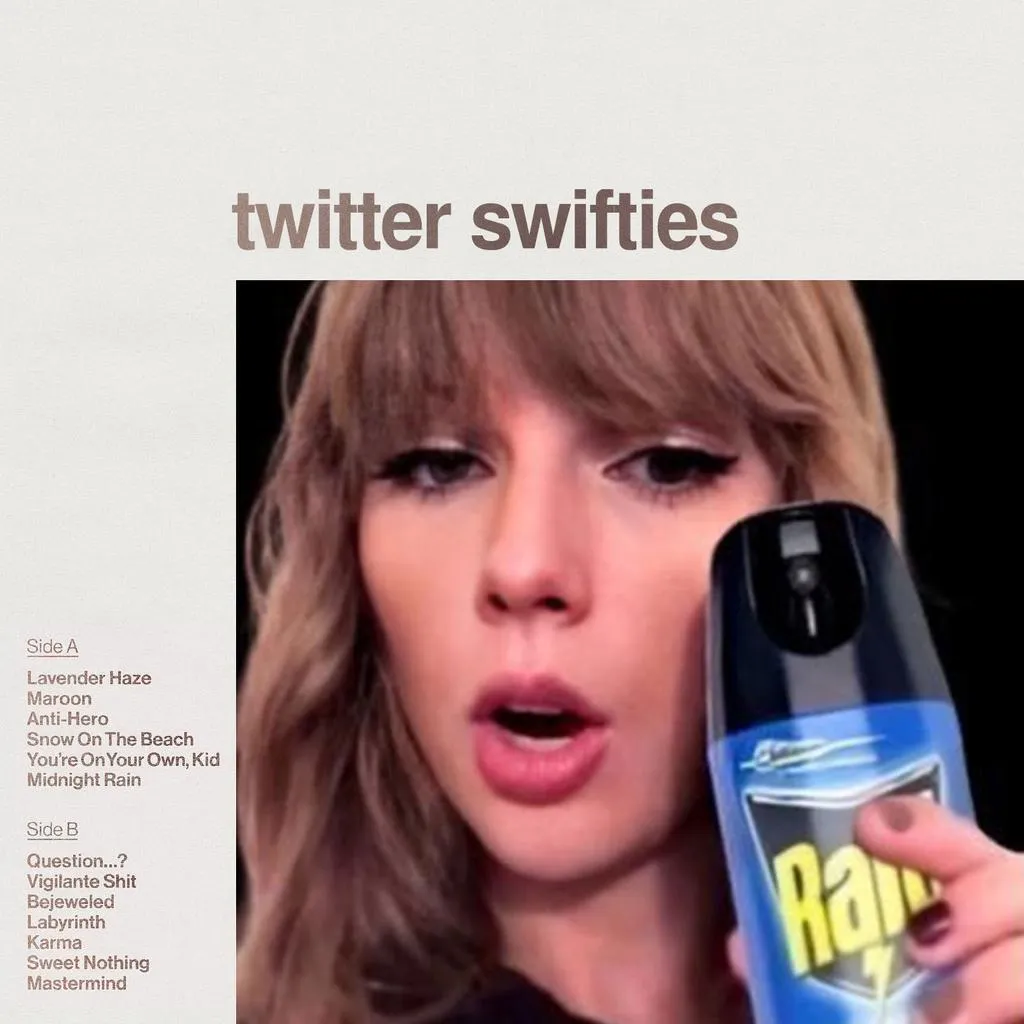 twitter swifties
Side A
Lavender Haze
Maroon
Anti-Hero
Snow On The Beach
You're On Your Own, Kid
Midnight Rain
Side B
Question...?
Vigilante Shit
Bejeweled
Labyrinth
Karma
Sweet Nothing
Mastermind